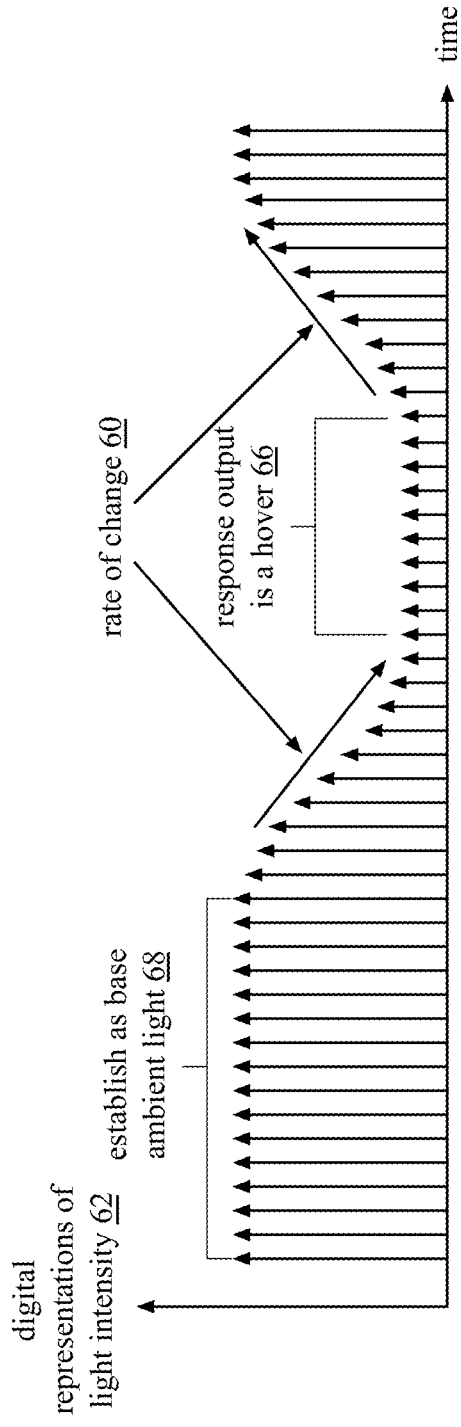 digital
representations of
light intensity 62
establish as base
ambient light 68
rate of change 60
response output
is a hover 66
time